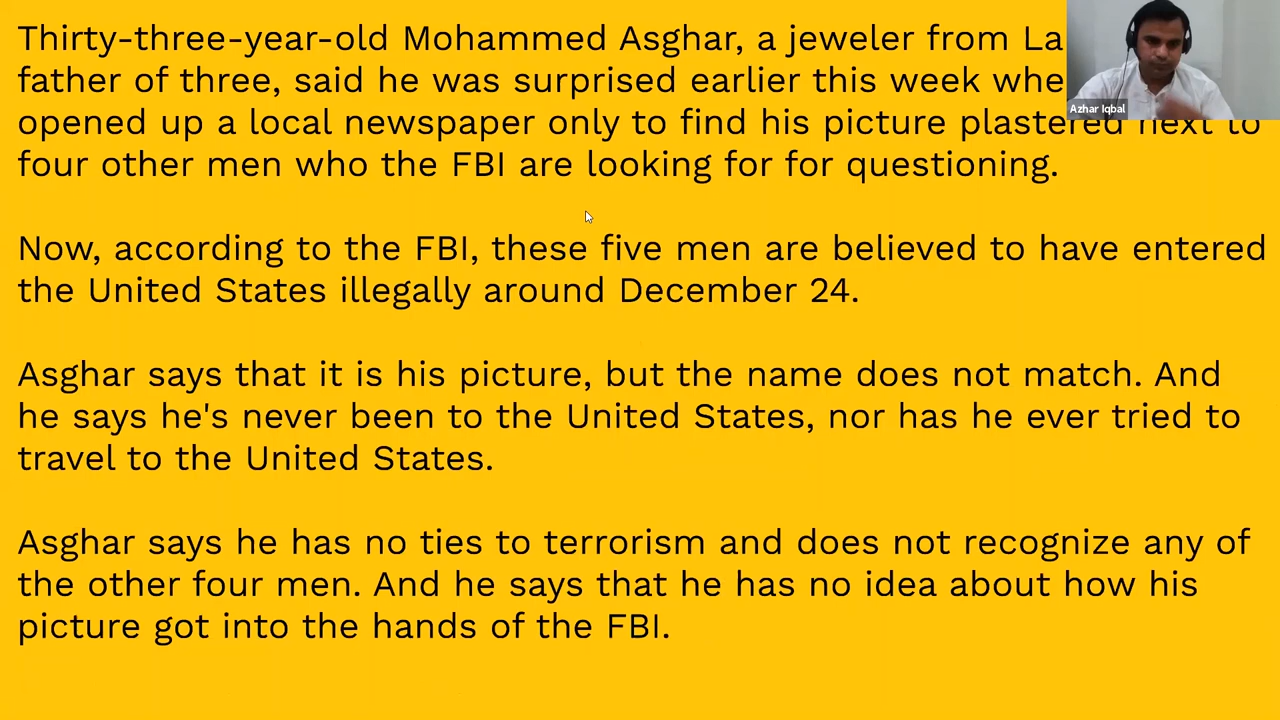 Thirty-three-year-old Mohammed Asghar, a jeweler from
father of three, said he was surprised earlier this week
Azhar Iqbal
opened up a local newspaper only to find his picture plastered next to
four other men who the FBI are looking for for questioning.
Now, according to the FBI, these five men are believed to have entered
the United States illegally around December 24.
Asghar says that it is his picture, but the name does not match. And
he says he's never been to the United States, nor has he ever tried to
travel to the United States.
Asghar says he has no ties to terrorism and does not recognize any of
the other four men. And he says that he has no idea about how his
picture got into the hands of the FBI.